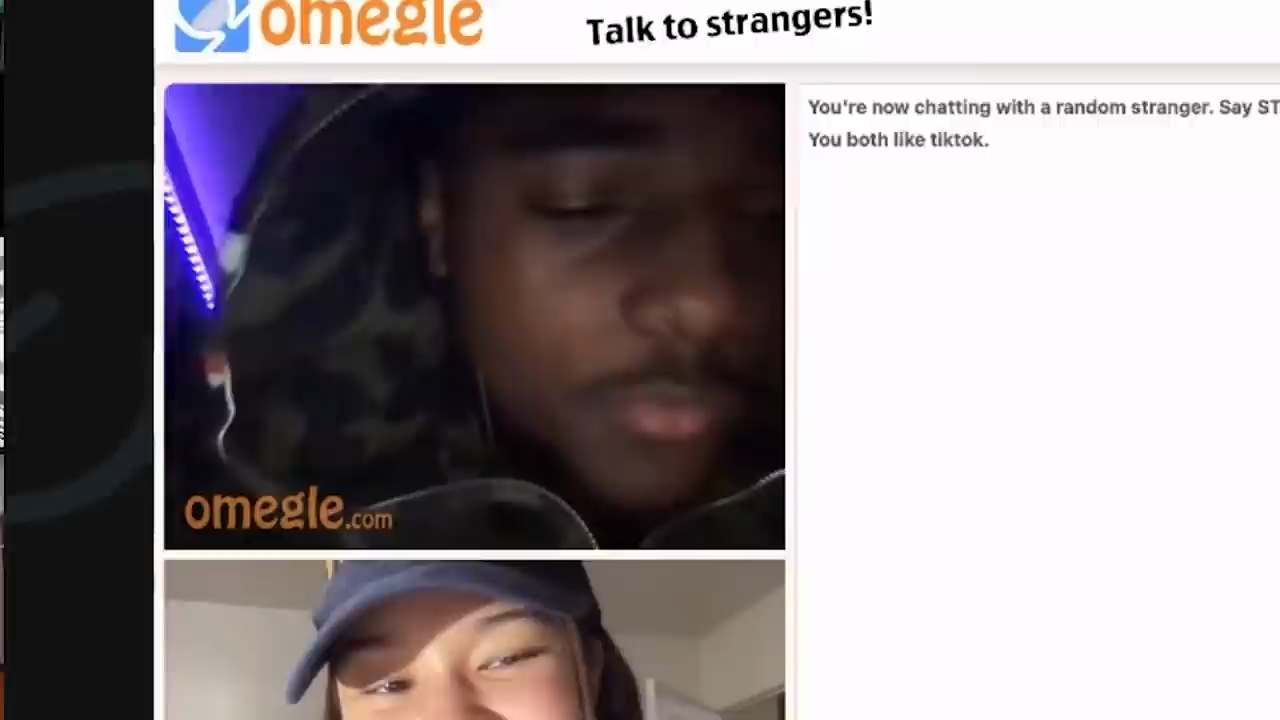 omegle
Talk to strangers!
You're now chatting with a random stranger. Say ST
You both like tiktok.
omegle.com